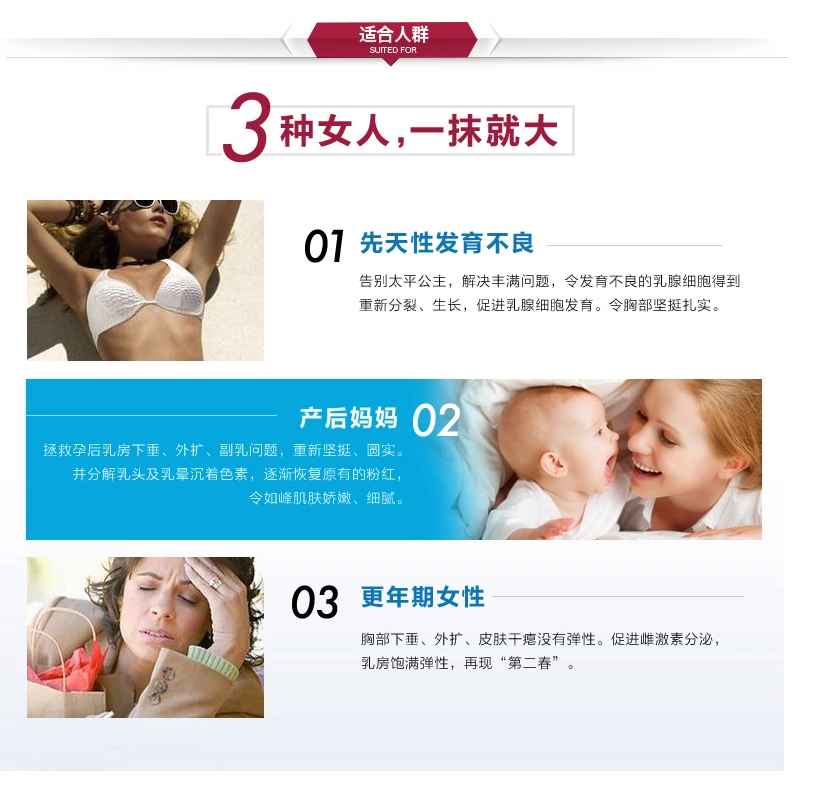 适合人群
SUITED FOR
3种女人,一抹就大
01 先天性发育不良
告别太平公主，解决丰满问题，令发育不良的乳腺细胞得到
重新分裂、生长，促进乳腺细胞发育。令胸部坚挺扎实。
产后妈妈 02
拯救孕后乳房下垂、外扩、副乳问题，重新坚挺、圆实。
并分解乳头及乳晕沉着色素，逐渐恢复原有的粉红，
令如峰肌肤娇嫩、细腻。
03 更年期女性
胸部下垂、外扩、皮肤干瘪没有弹性。促进雌激素分泌，
乳房饱满弹性，再现“第二春”。